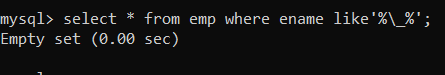 mysql> select * from emp where ename like'%\_%';
Empty set (0.00 sec)